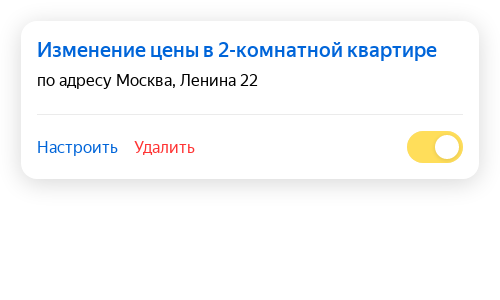 Изменение цены в 2-комнатной квартире
по адресу Москва, Ленина 22
Настроить Удалить